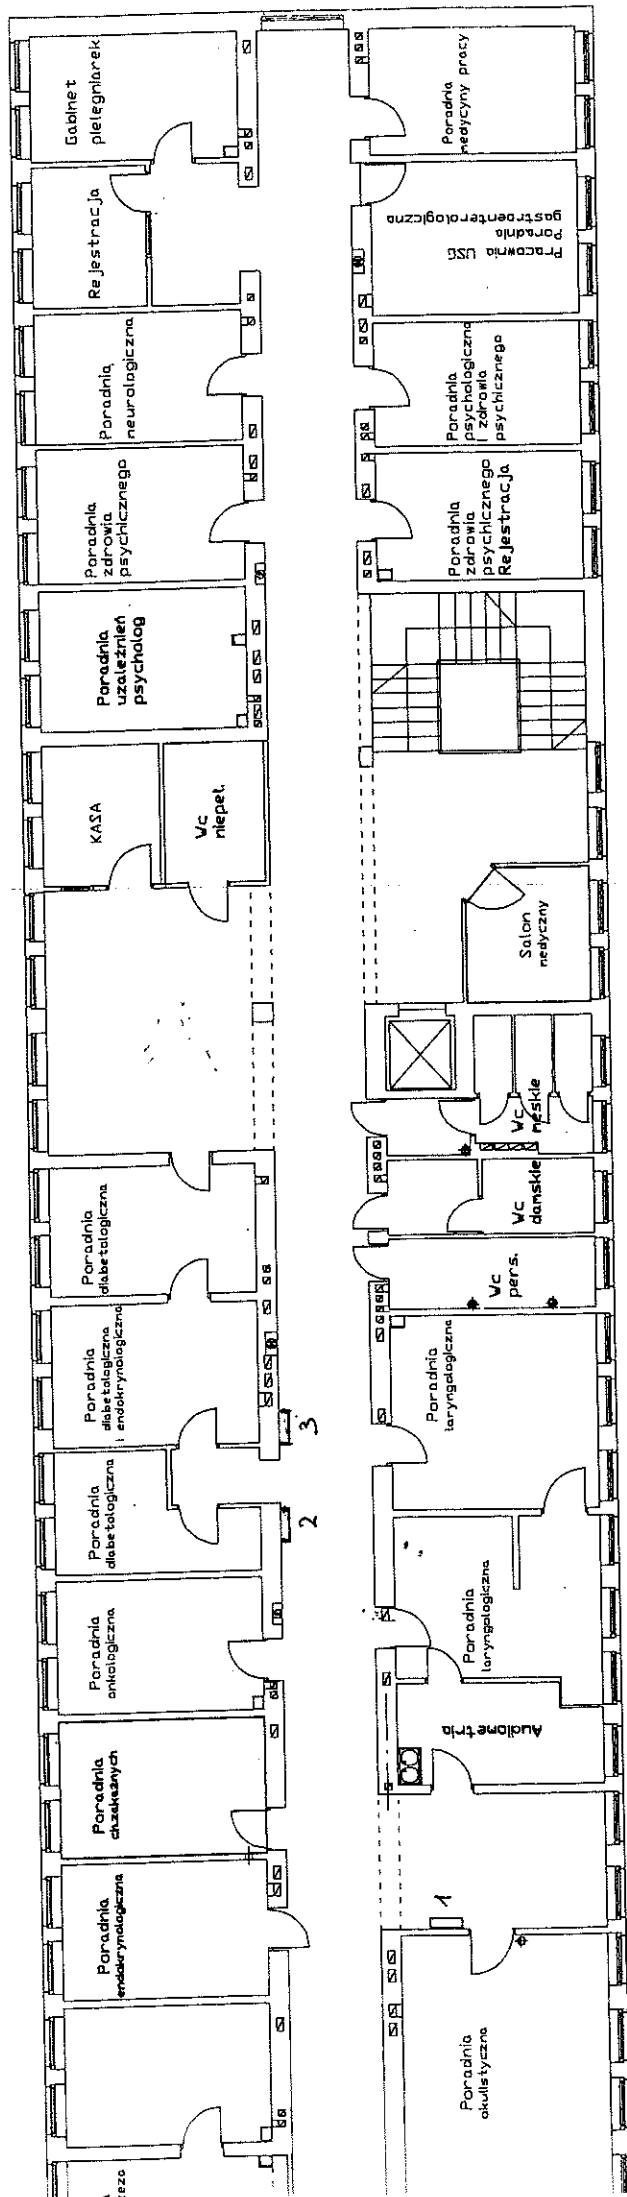 Gabinet
pielęgniarek
Rejestracja
Poradnia
neurologiczna
Poradnia
zdrowia
psychicznego
Poradnia
uzależnień
psycholog
KASA
Wc
niepeł.
Poradnia
diabetologiczna
Poradnia
diabetologiczna
i endokrynologiczna
3
Poradnia
diabetologiczna
2
Poradnia
onkologiczna
Poradnia
ch.zakaźnych
Poradnia
endokrynologiczna
Poradnia
medycyny pracy
Pracownia USG
Poradnia
gastroenterologiczna
Poradnia
psychologiczna
i zdrowia
psychicznego
Poradnia
zdrowia
psychicznego
Rejestracja
Salon
medyczny
Wc
męskie
Wc
damskie
Wc
pers.
Poradnia
laryngologiczna
Poradnia
laryngologiczna
Audiometria
1
Poradnia
okulistyczna